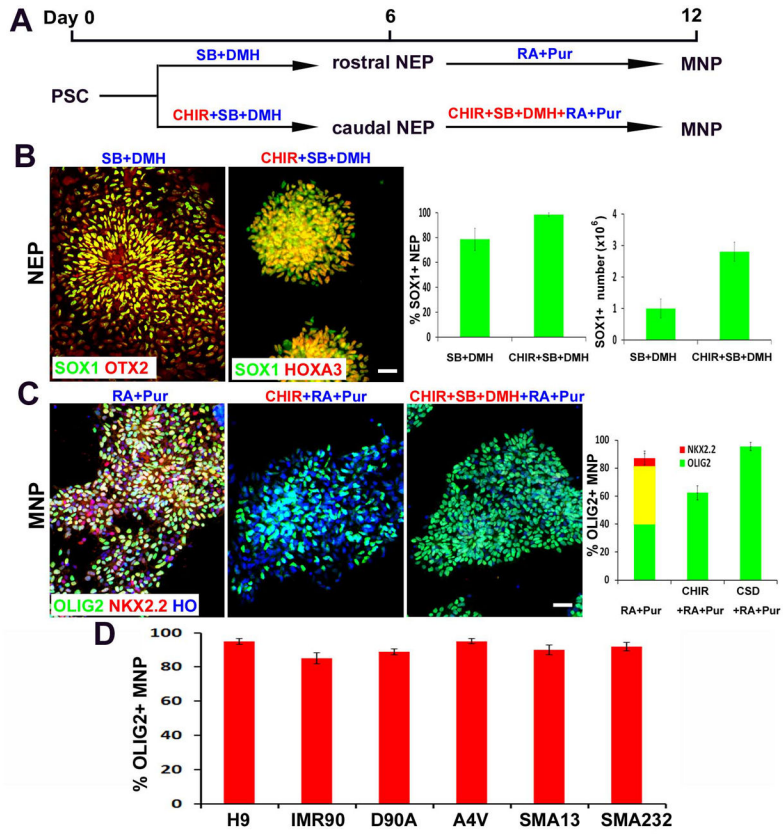 A
Day 0
6
12
SB+DMH
RA+Pur
rostral NEP
MNP
PSC
CHIR+SB+DMH
CHIR+SB+DMH+RA+Pur
caudal NEP
MNP
B
SB+DMH
CHIR+SB+DMH
NEP
SOX1 OTX2
SOX1 HOXA3
% SOX1+ NEP
100
80
60
40
20
0
SB+DMH
CHIR+SB+DMH
SOX1+ number (x10⁶)
4
3
2
1
0
SB+DMH
CHIR+SB+DMH
C
RA+Pur
CHIR+RA+Pur
CHIR+SB+DMH+RA+Pur
MNP
OLIG2 NKX2.2 HO
% OLIG2+ MNP
100
80
60
40
20
0
NKX2.2
OLIG2
RA+Pur
CHIR
+RA+Pur
CSD
+RA+Pur
D
% OLIG2+ MNP
100
80
60
40
20
0
H9
IMR90
D90A
A4V
SMA13
SMA232